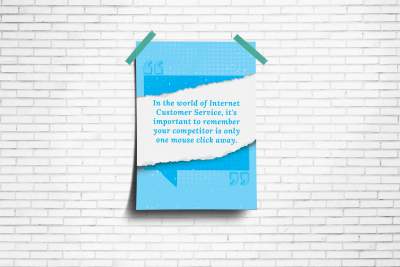 In the world of Internet
Customer Service, it's
important to remember
your competitor is only
one mouse click away.